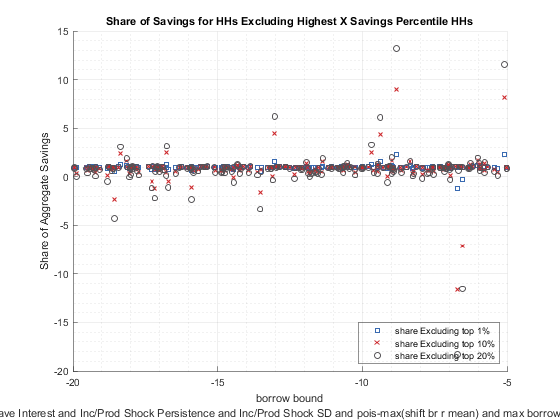 Share of Savings for HHs Excluding Highest X Savings Percentile HHs
Share of Aggregate Savings
15
10
5
0
-5
-10
-15
-20
-20
-15
-10
-5
share Excluding top 1%
share Excluding top 10%
share Excluding top 20%
borrow bound
ave Interest and Inc/Prod Shock Persistence and Inc/Prod Shock SD and pois-max(shift br r mean) and max borrow